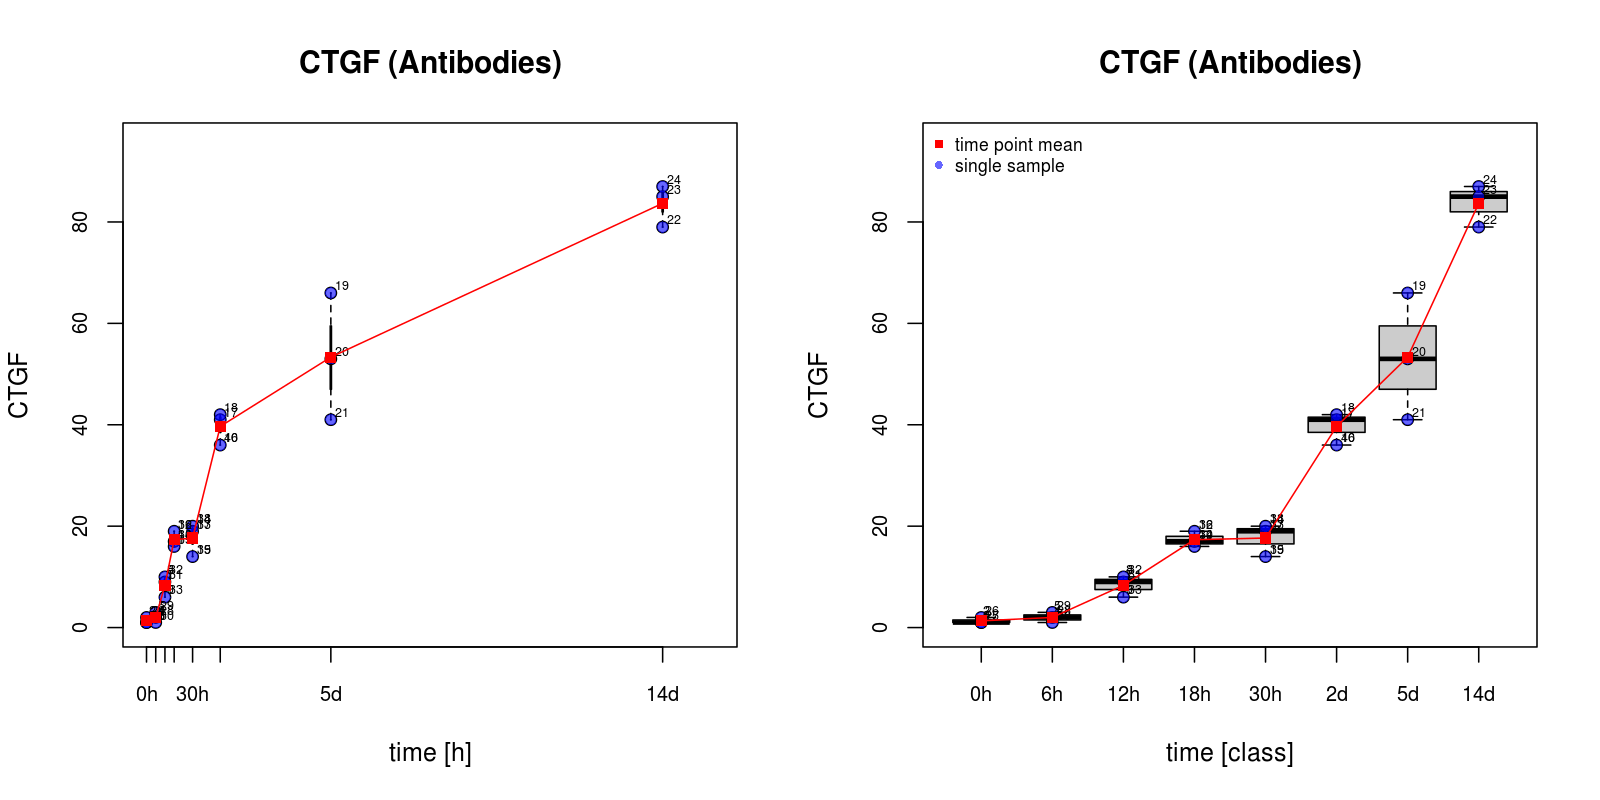 CTGF (Antibodies)
CTGF
80
60
40
20
0
24
23
22
19
20
21
18
17
0h
30h
5d
14d
time [h]
CTGF (Antibodies)
time point mean
single sample
CTGF
80
60
40
20
0
24
23
22
19
20
21
18
0h
6h
12h
18h
30h
2d
5d
14d
time [class]